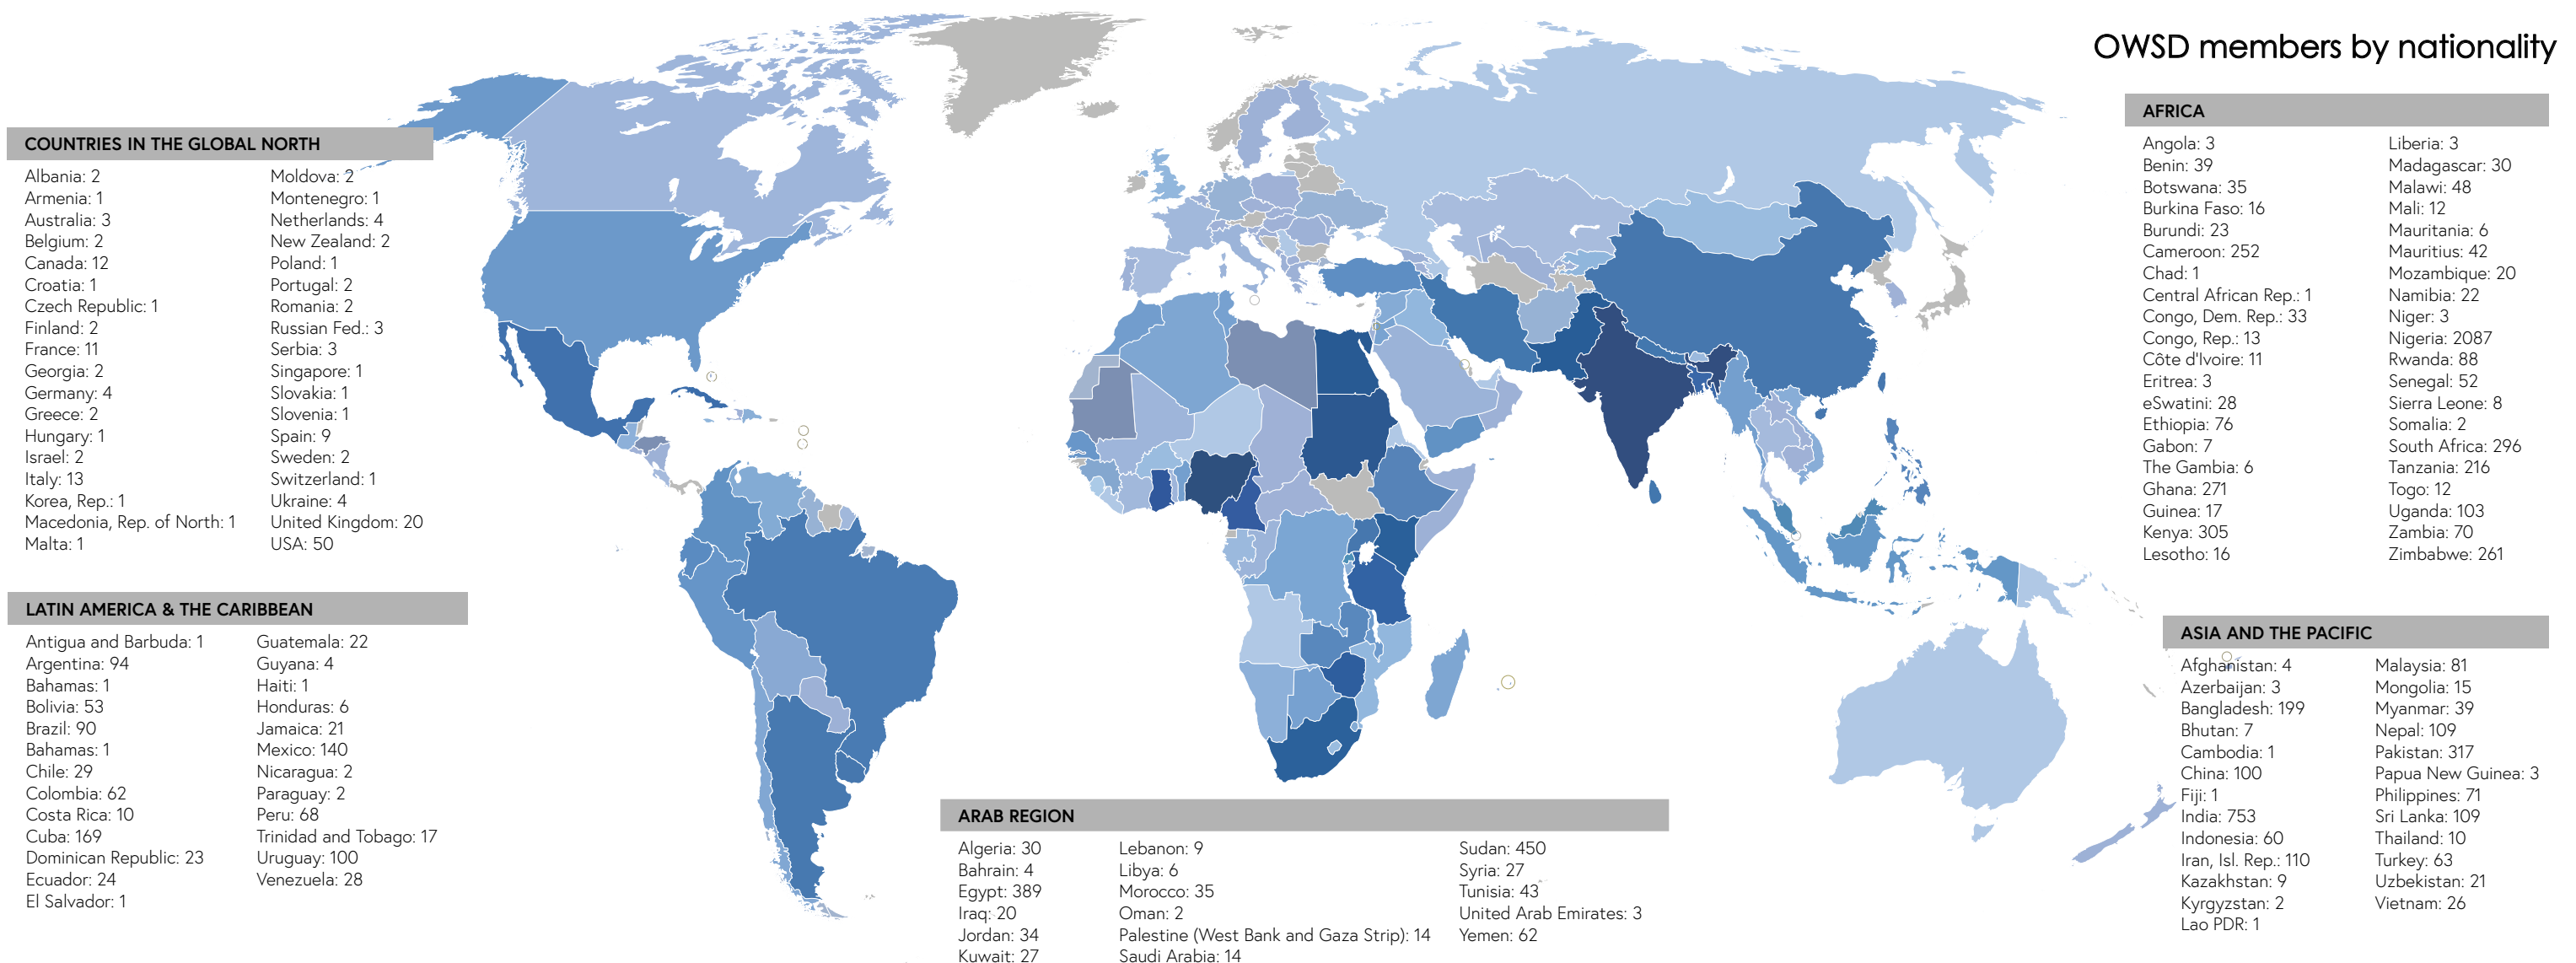 OWSD members by nationality
COUNTRIES IN THE GLOBAL NORTH
Albania: 2
Armenia: 1
Australia: 3
Belgium: 2
Canada: 12
Croatia: 1
Czech Republic: 1
Finland: 2
France: 11
Georgia: 2
Germany: 4
Greece: 2
Hungary: 1
Israel: 2
Italy: 13
Korea, Rep.: 1
Macedonia, Rep. of North: 1
Malta: 1
Moldova: 2
Montenegro: 1
Netherlands: 4
New Zealand: 2
Poland: 1
Portugal: 2
Romania: 2
Russian Fed.: 3
Serbia: 3
Singapore: 1
Slovakia: 1
Slovenia: 1
Spain: 9
Sweden: 2
Switzerland: 1
Ukraine: 4
United Kingdom: 20
USA: 50
LATIN AMERICA & THE CARIBBEAN
Antigua and Barbuda: 1
Argentina: 94
Bahamas: 1
Bolivia: 53
Brazil: 90
Bahamas: 1
Chile: 29
Colombia: 62
Costa Rica: 10
Cuba: 169
Dominican Republic: 23
Ecuador: 24
El Salvador: 1
Guatemala: 22
Guyana: 4
Haiti: 1
Honduras: 6
Jamaica: 21
Mexico: 140
Nicaragua: 2
Paraguay: 2
Peru: 68
Trinidad and Tobago: 17
Uruguay: 100
Venezuela: 28
ARAB REGION
Algeria: 30
Bahrain: 4
Egypt: 389
Iraq: 20
Jordan: 34
Kuwait: 27
Lebanon: 9
Libya: 6
Morocco: 35
Oman: 2
Palestine (West Bank and Gaza Strip): 14
Saudi Arabia: 14
Sudan: 450
Syria: 27
Tunisia: 43
United Arab Emirates: 3
Yemen: 62
AFRICA
Angola: 3
Benin: 39
Botswana: 35
Burkina Faso: 16
Burundi: 23
Cameroon: 252
Chad: 1
Central African Rep.: 1
Congo, Dem. Rep.: 33
Congo, Rep.: 13
Côte d'Ivoire: 11
Eritrea: 3
eSwatini: 28
Ethiopia: 76
Gabon: 7
The Gambia: 6
Ghana: 271
Guinea: 17
Kenya: 305
Lesotho: 16
Liberia: 3
Madagascar: 30
Malawi: 48
Mali: 12
Mauritania: 6
Mauritius: 42
Mozambique: 20
Namibia: 22
Niger: 3
Nigeria: 2087
Rwanda: 88
Senegal: 52
Sierra Leone: 8
Somalia: 2
South Africa: 296
Tanzania: 216
Togo: 12
Uganda: 103
Zambia: 70
Zimbabwe: 261
ASIA AND THE PACIFIC
Afghanistan: 4
Azerbaijan: 3
Bangladesh: 199
Bhutan: 7
Cambodia: 1
China: 100
Fiji: 1
India: 753
Indonesia: 60
Iran, Isl. Rep.: 110
Kazakhstan: 9
Kyrgyzstan: 2
Lao PDR: 1
Malaysia: 81
Mongolia: 15
Myanmar: 39
Nepal: 109
Pakistan: 317
Papua New Guinea: 3
Philippines: 71
Sri Lanka: 109
Thailand: 10
Turkey: 63
Uzbekistan: 21
Vietnam: 26